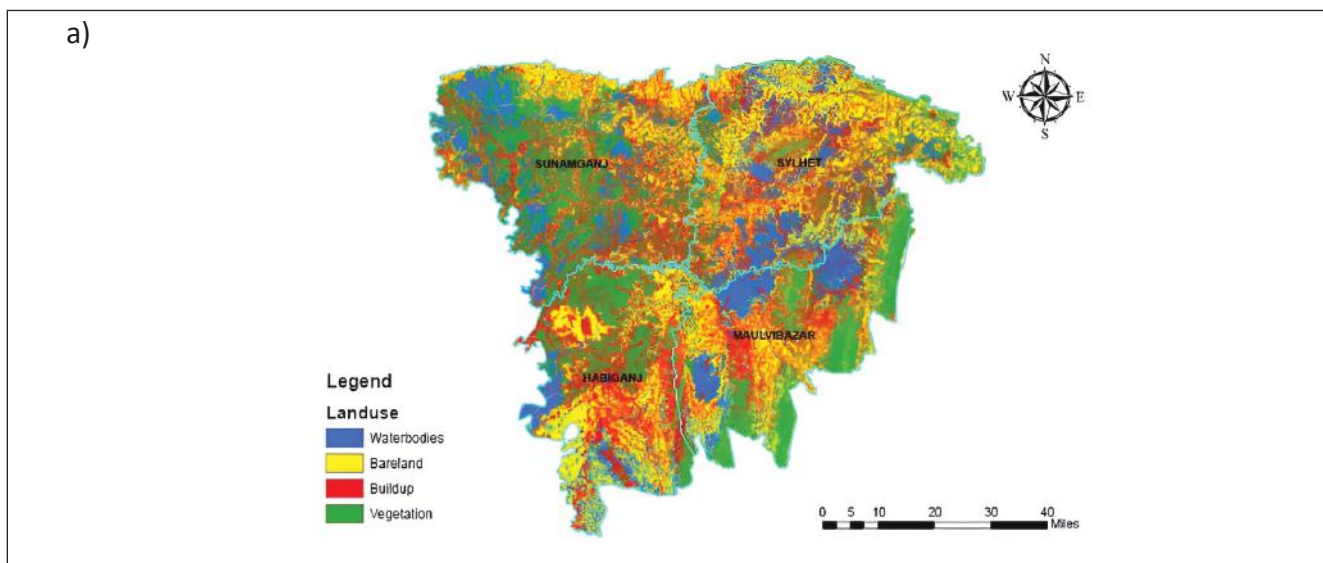 a)
N
W E
S
SUNAMGANJ
SYLHET
MAULVIBAZAR
HABIGANJ
Legend
Landuse
Waterbodies
Bareland
Buildup
Vegetation
0 5 10 20 30 40
Miles